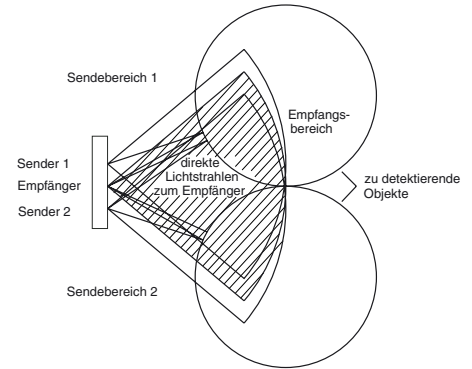 Sendebereich 1
Empfangs-
bereich
direkte
Lichtstrahlen
zum Empfänger
Sender 1
Empfänger
Sender 2
zu detektierende
Objekte
Sendebereich 2